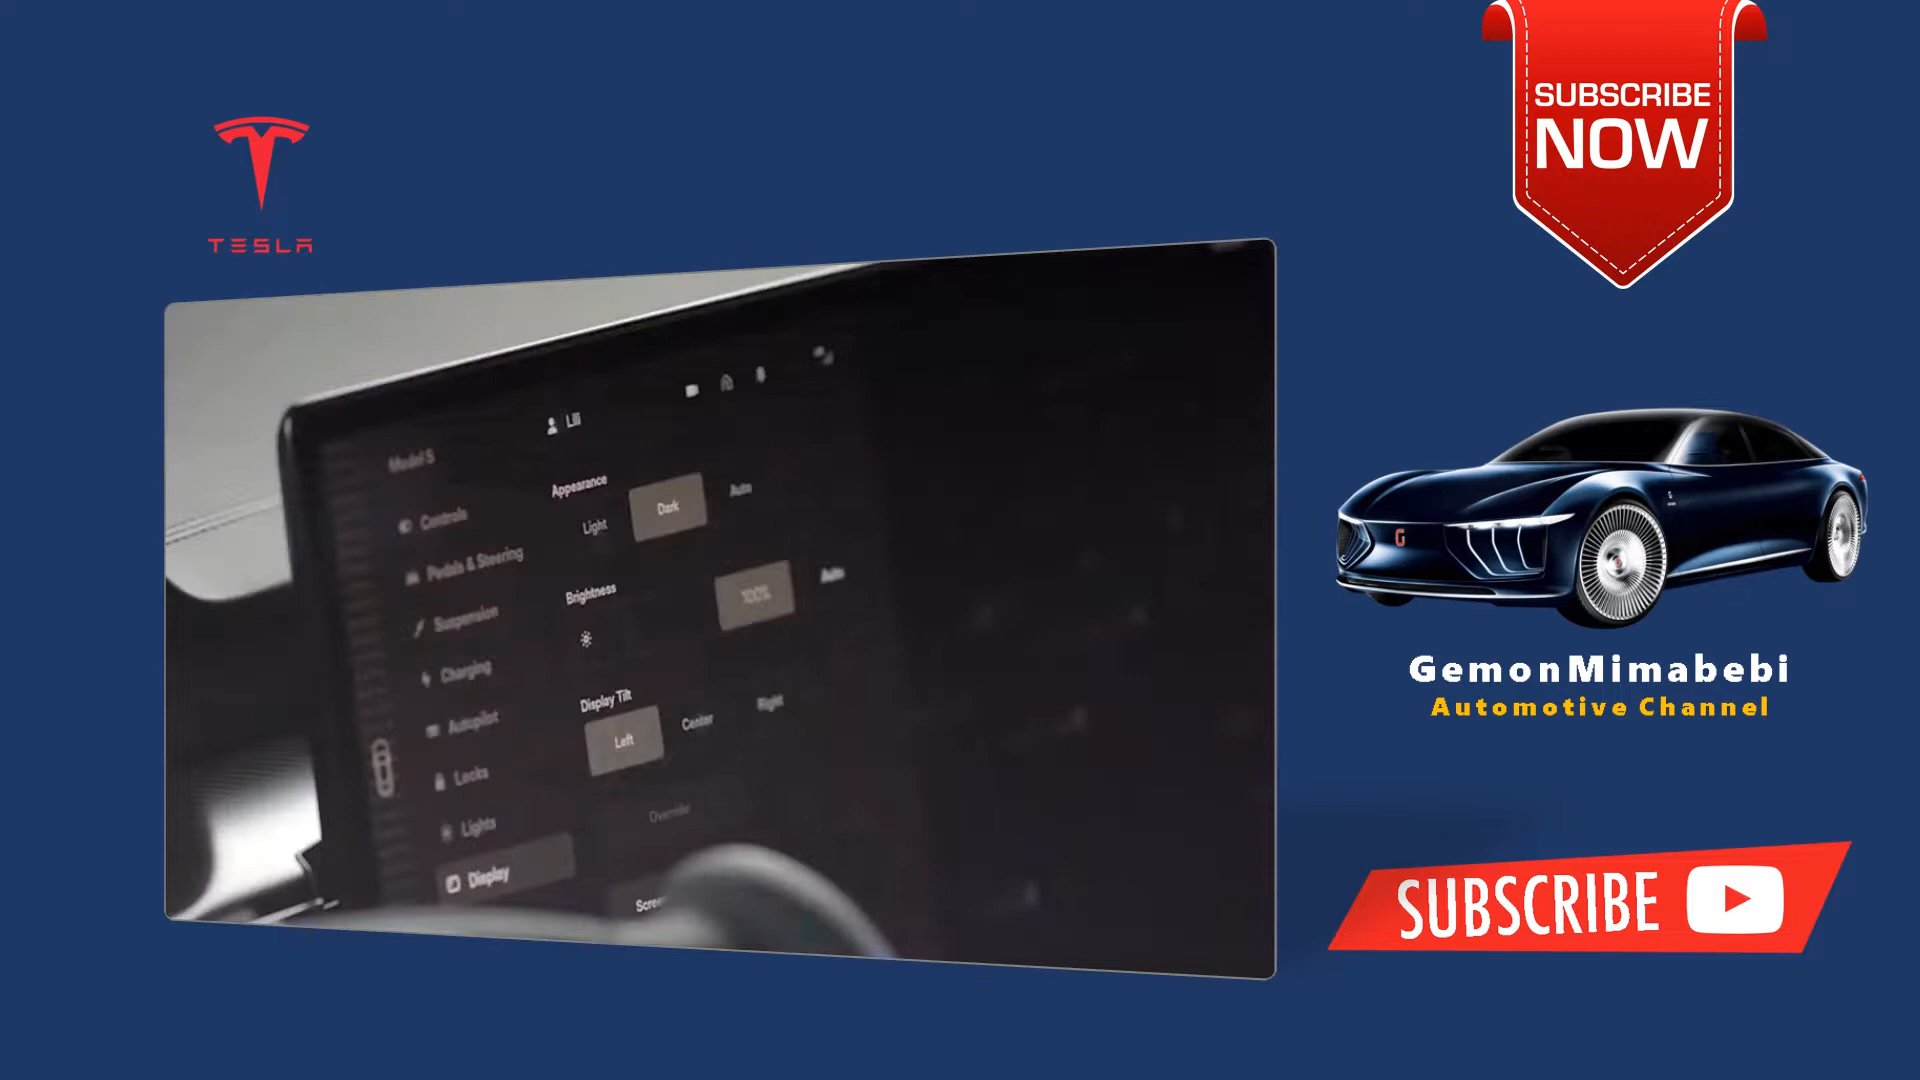 SUBSCRIBE
NOW
TESLA
Model S
Lili
Controls
Pedals & Steering
Suspension
Charging
Autopilot
Locks
Lights
Display
Appearance
Light
Dark
Auto
Brightness
100%
Auto
Display Tilt
Left
Center
Right
Override
G
GemonMimabebi
Automotive Channel
SUBSCRIBE